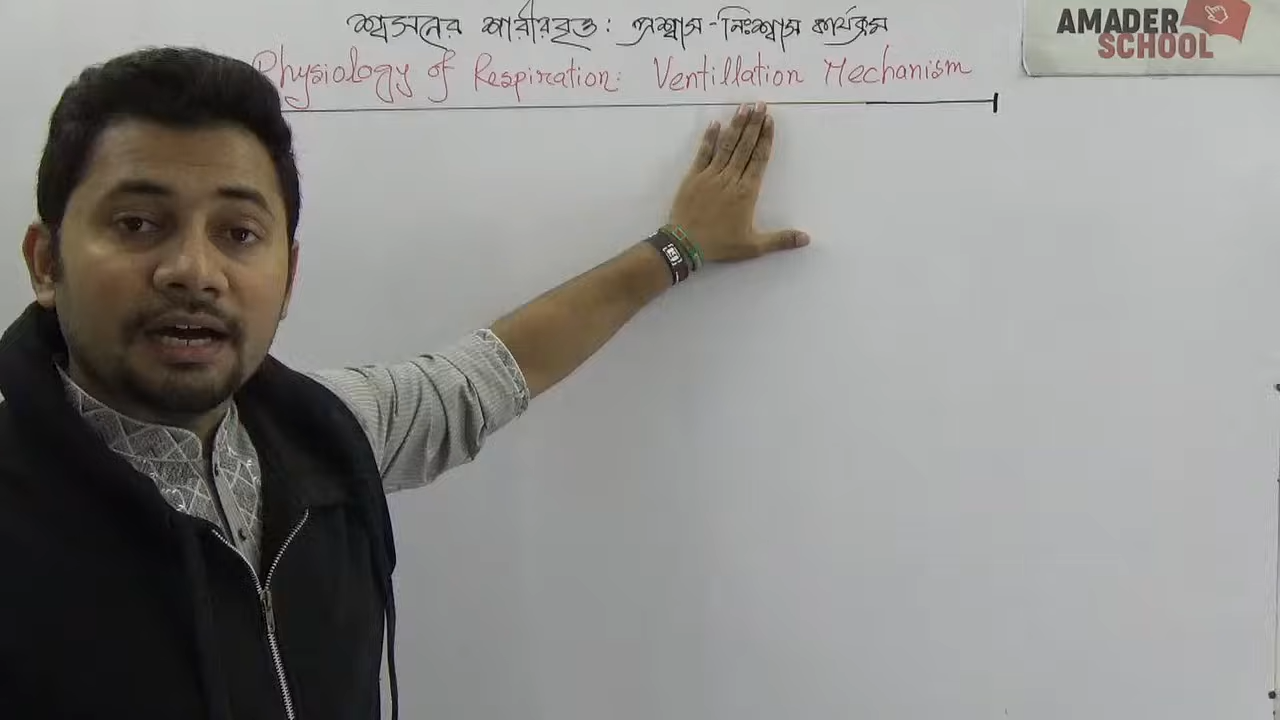 শ্বসনের শারীরবৃত্ত : প্রশ্বাস-নিঃশ্বাস কার্যক্রম
Physiology of Respiration: Ventillation Mechanism
AMADER
SCHOOL